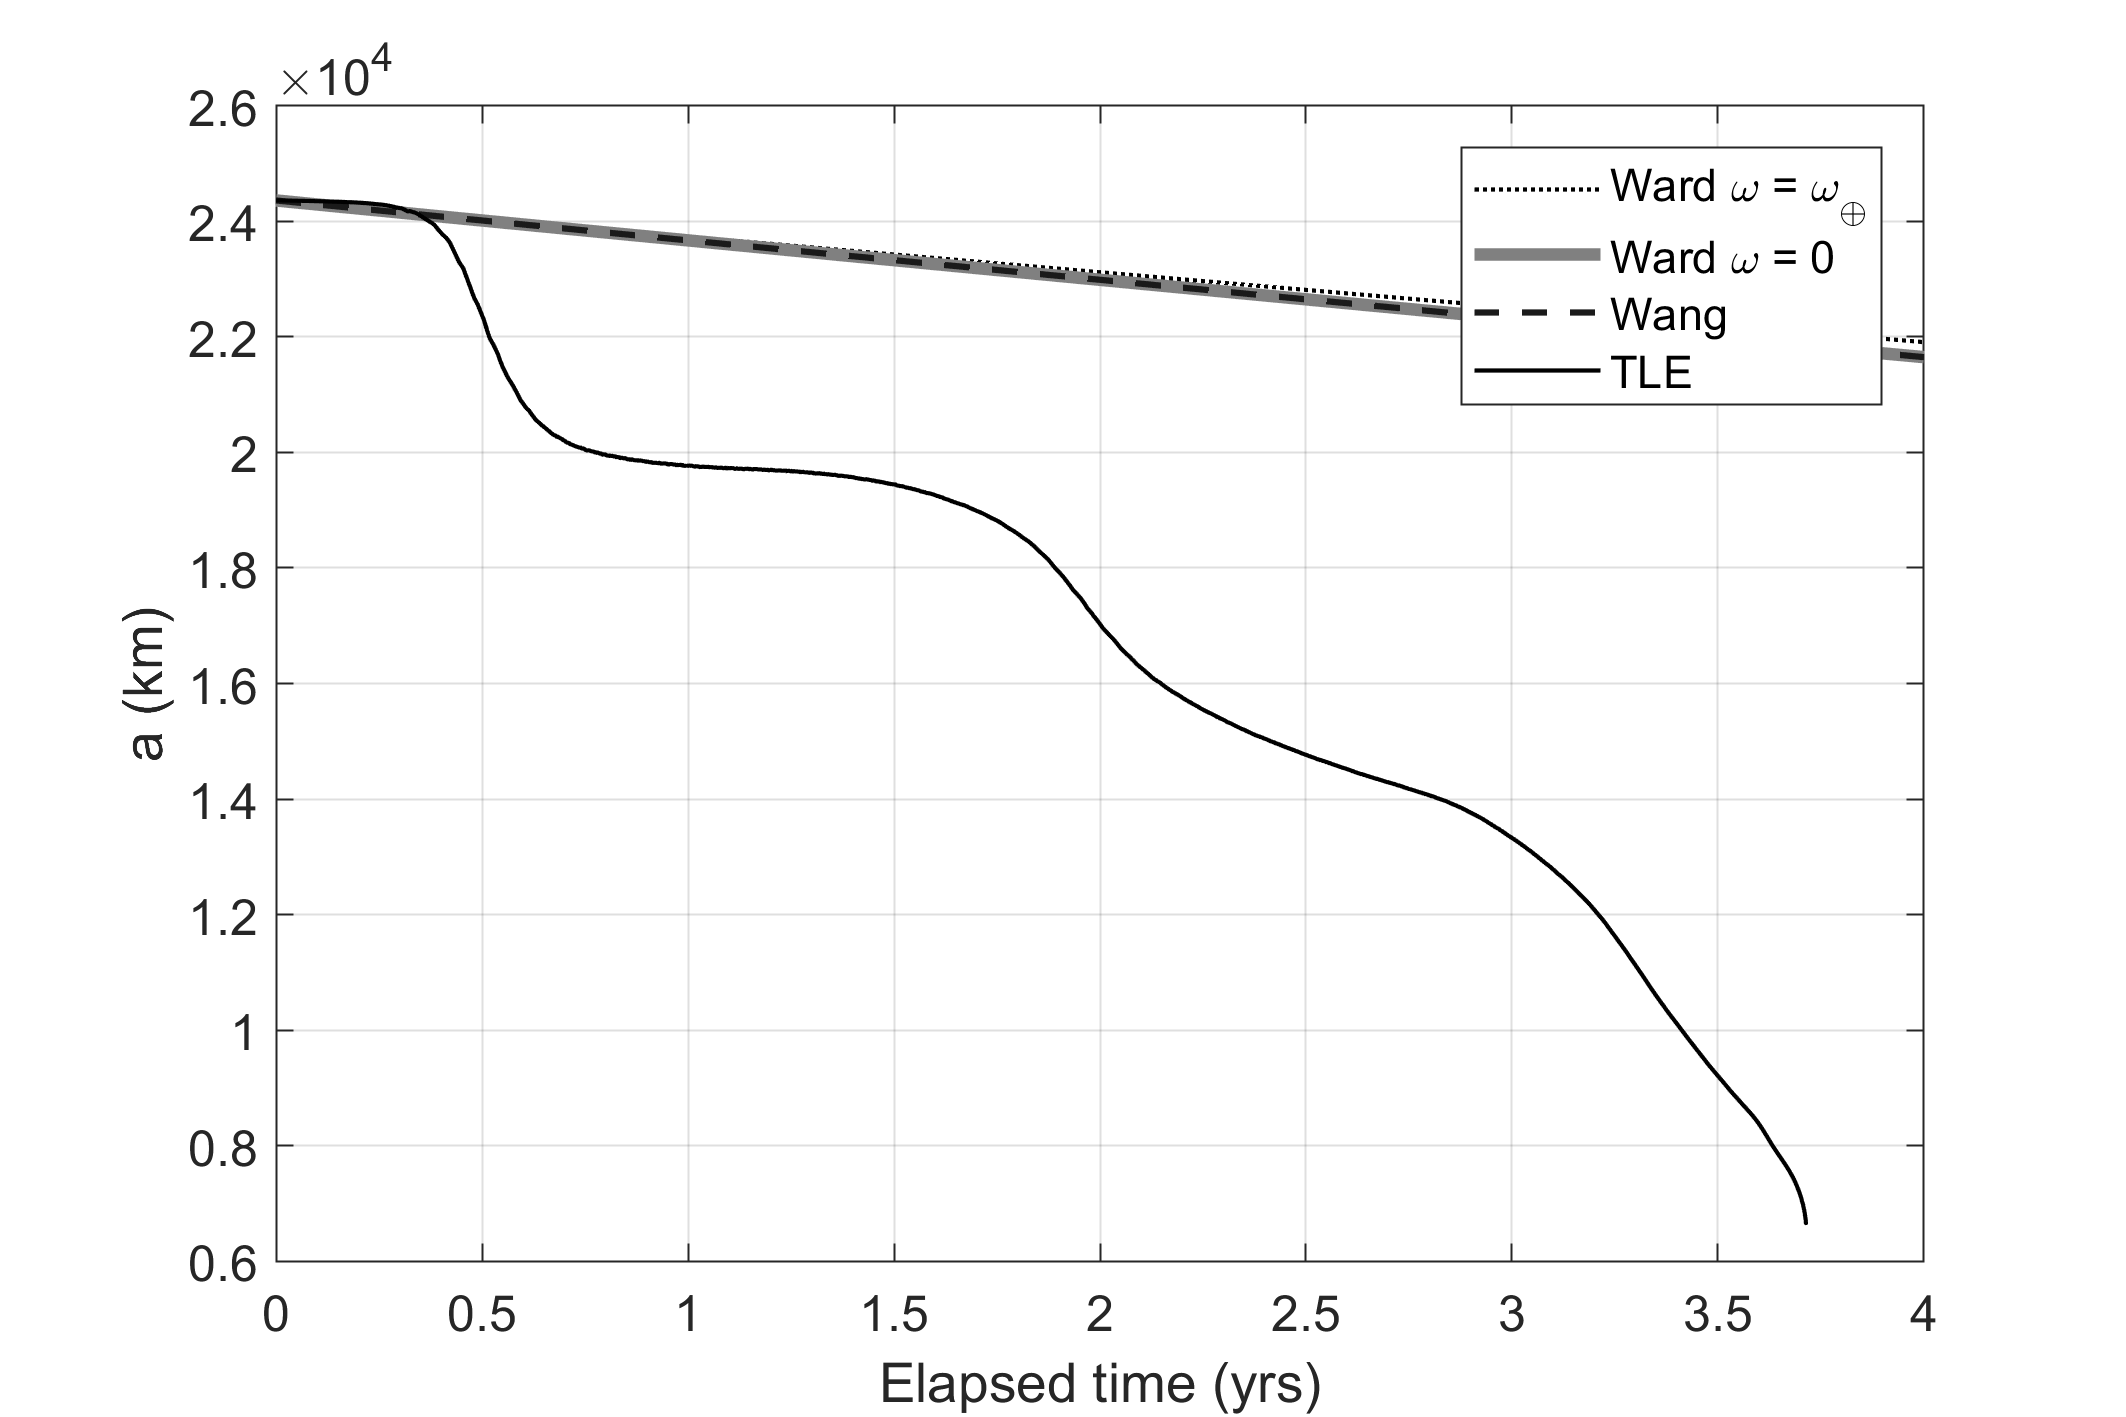 ×10⁴
2.6
2.4
2.2
2
1.8
1.6
1.4
1.2
1
0.8
0.6
a (km)
Ward ω = ω⊕
Ward ω = 0
Wang
TLE
0 0.5 1 1.5 2 2.5 3 3.5 4
Elapsed time (yrs)